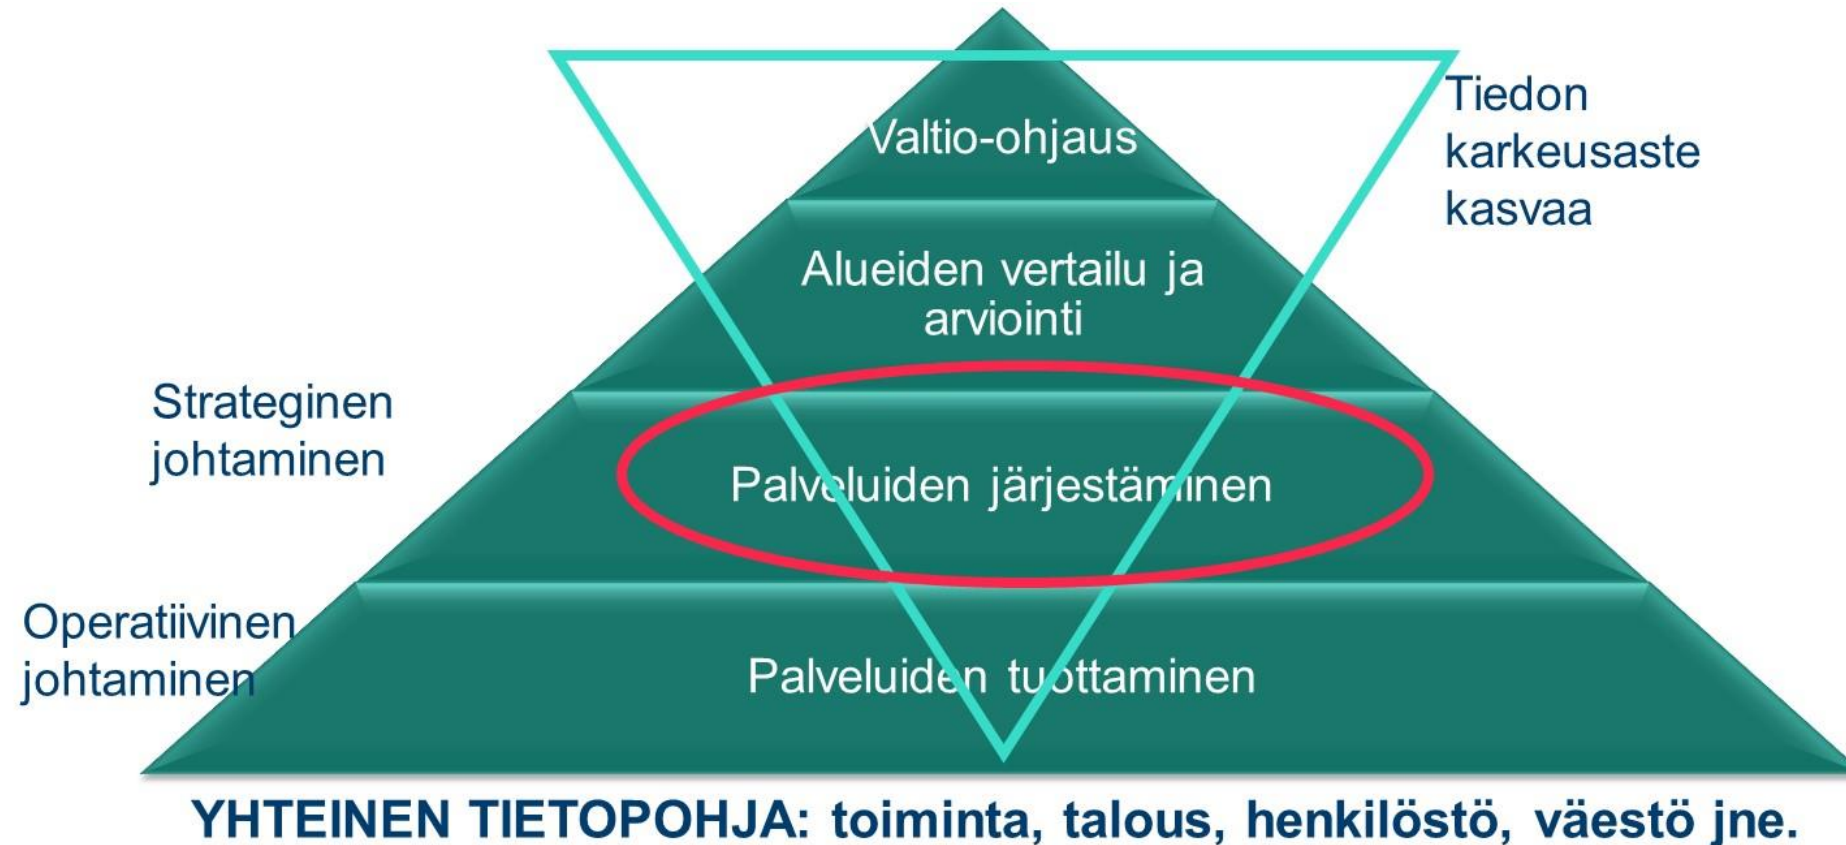 Valtio-ohjaus
Tiedon
karkeusaste
kasvaa
Alueiden vertailu ja
arviointi
Strateginen
johtaminen
Palveluiden järjestäminen
Operatiivinen
johtaminen
Palveluiden tuottaminen
YHTEINEN TIETOPOHJA: toiminta, talous, henkilöstö, väestö jne.